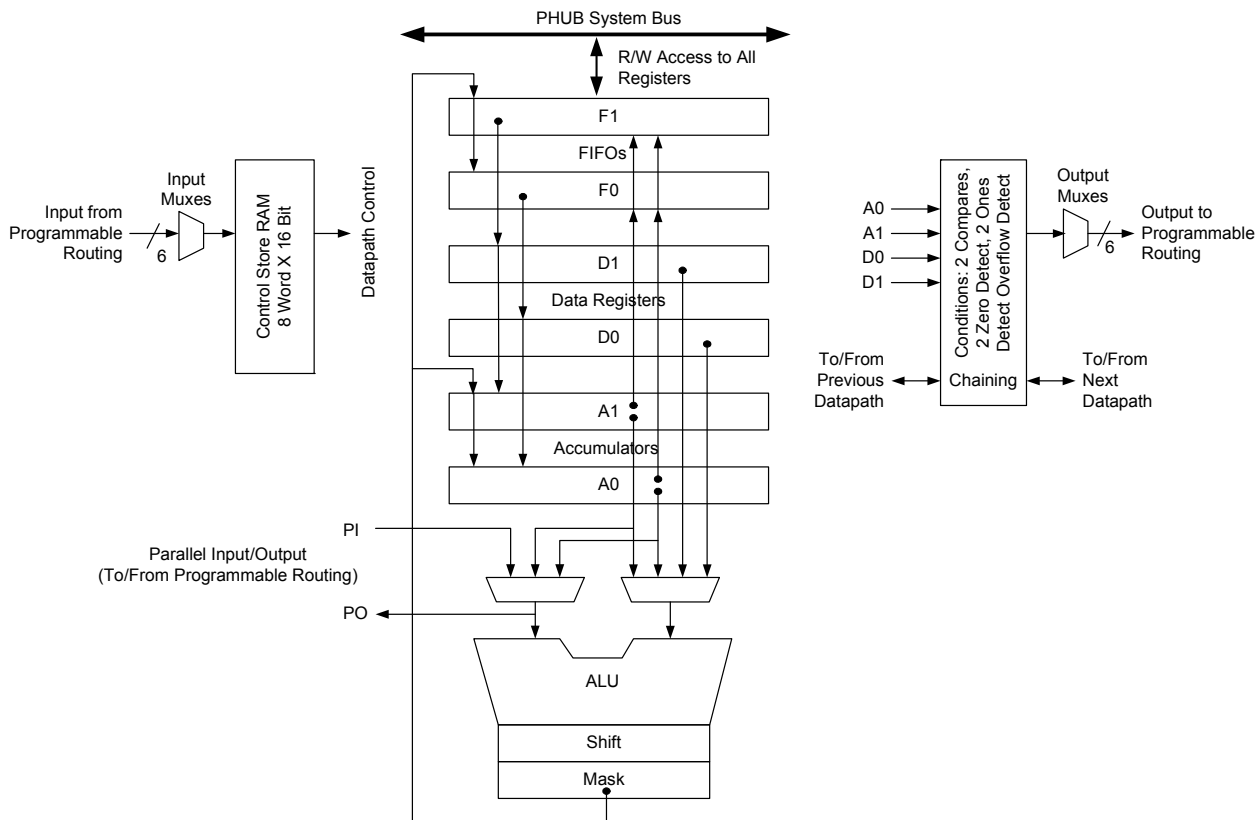 PHUB System Bus
R/W Access to All
Registers
F1
FIFOs
F0
D1
Data Registers
D0
A1
Accumulators
A0
Input from
Programmable
Routing
6
Input
Muxes
Control Store RAM
8 Word X 16 Bit
Datapath Control
PI
Parallel Input/Output
(To/From Programmable Routing)
PO
ALU
Shift
Mask
A0
A1
D0
D1
Conditions: 2 Compares,
2 Zero Detect, 2 Ones
Detect Overflow Detect
Chaining
Output
Muxes
6
Output to
Programmable
Routing
To/From
Previous
Datapath
To/From
Next
Datapath